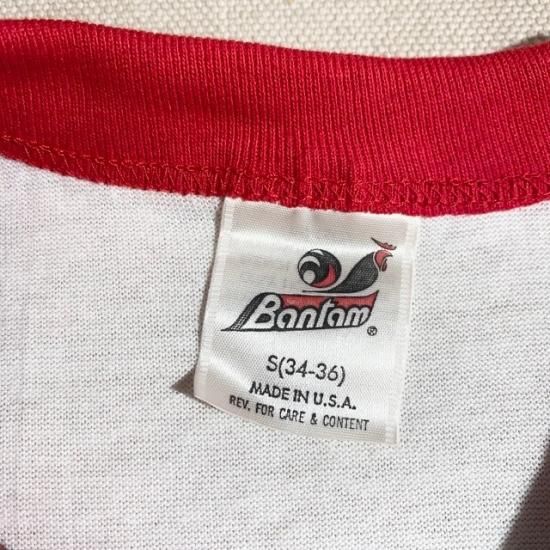 Bantam®
S(34-36)
MADE IN U.S.A.
REV. FOR CARE & CONTENT